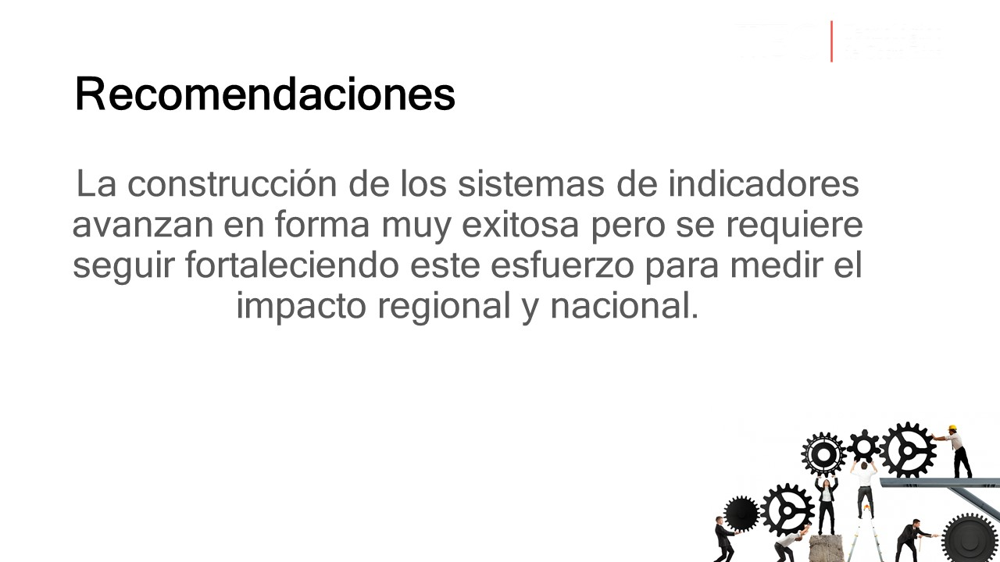 Recomendaciones
La construcción de los sistemas de indicadores
avanzan en forma muy exitosa pero se requiere
seguir fortaleciendo este esfuerzo para medir el
impacto regional y nacional.